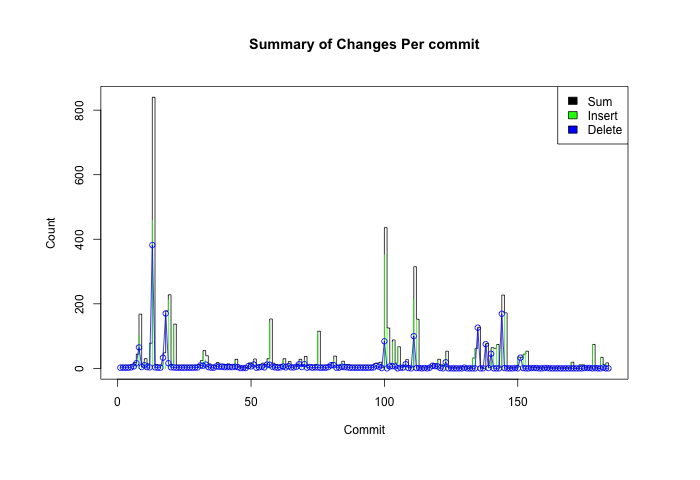 Summary of Changes Per commit
Sum
Insert
Delete
800
600
400
200
0
Count
0 50 100 150
Commit